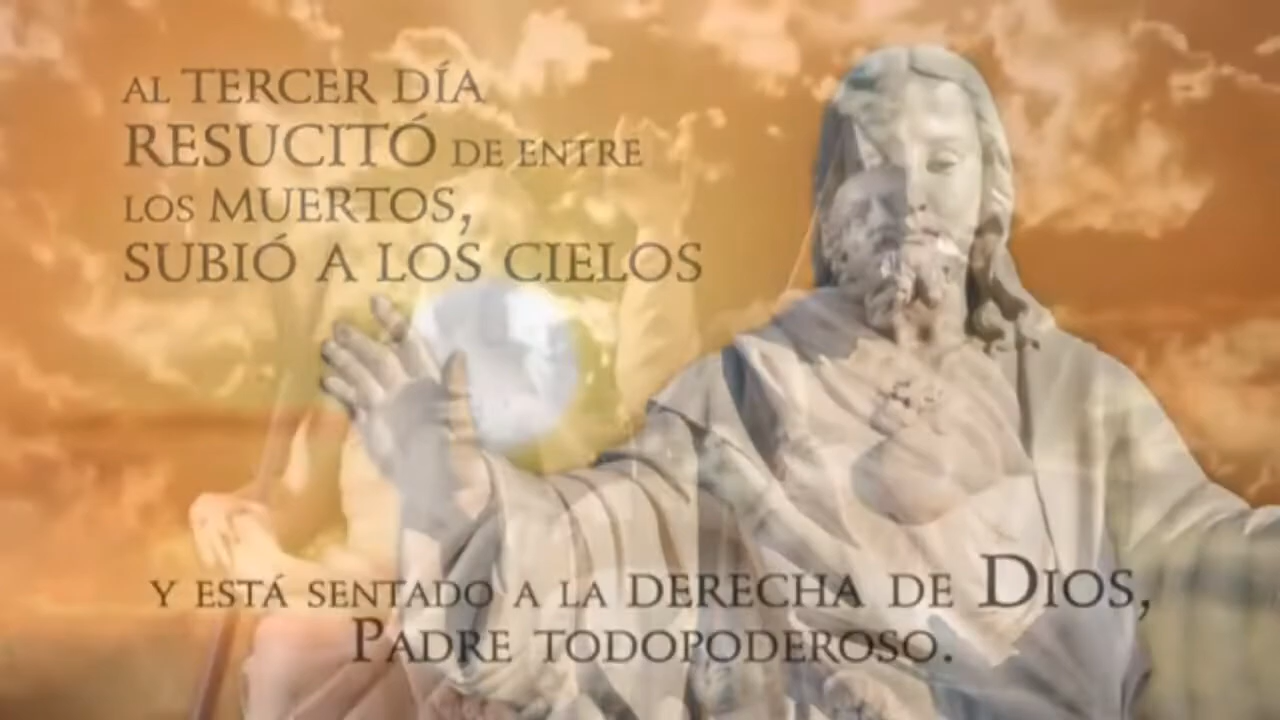 AL TERCER DÍA
RESUCITÓ DE ENTRE
LOS MUERTOS,
SUBIÓ A LOS CIELOS
Y ESTÁ SENTADO A LA DERECHA DE DIOS,
PADRE TODOPODEROSO.